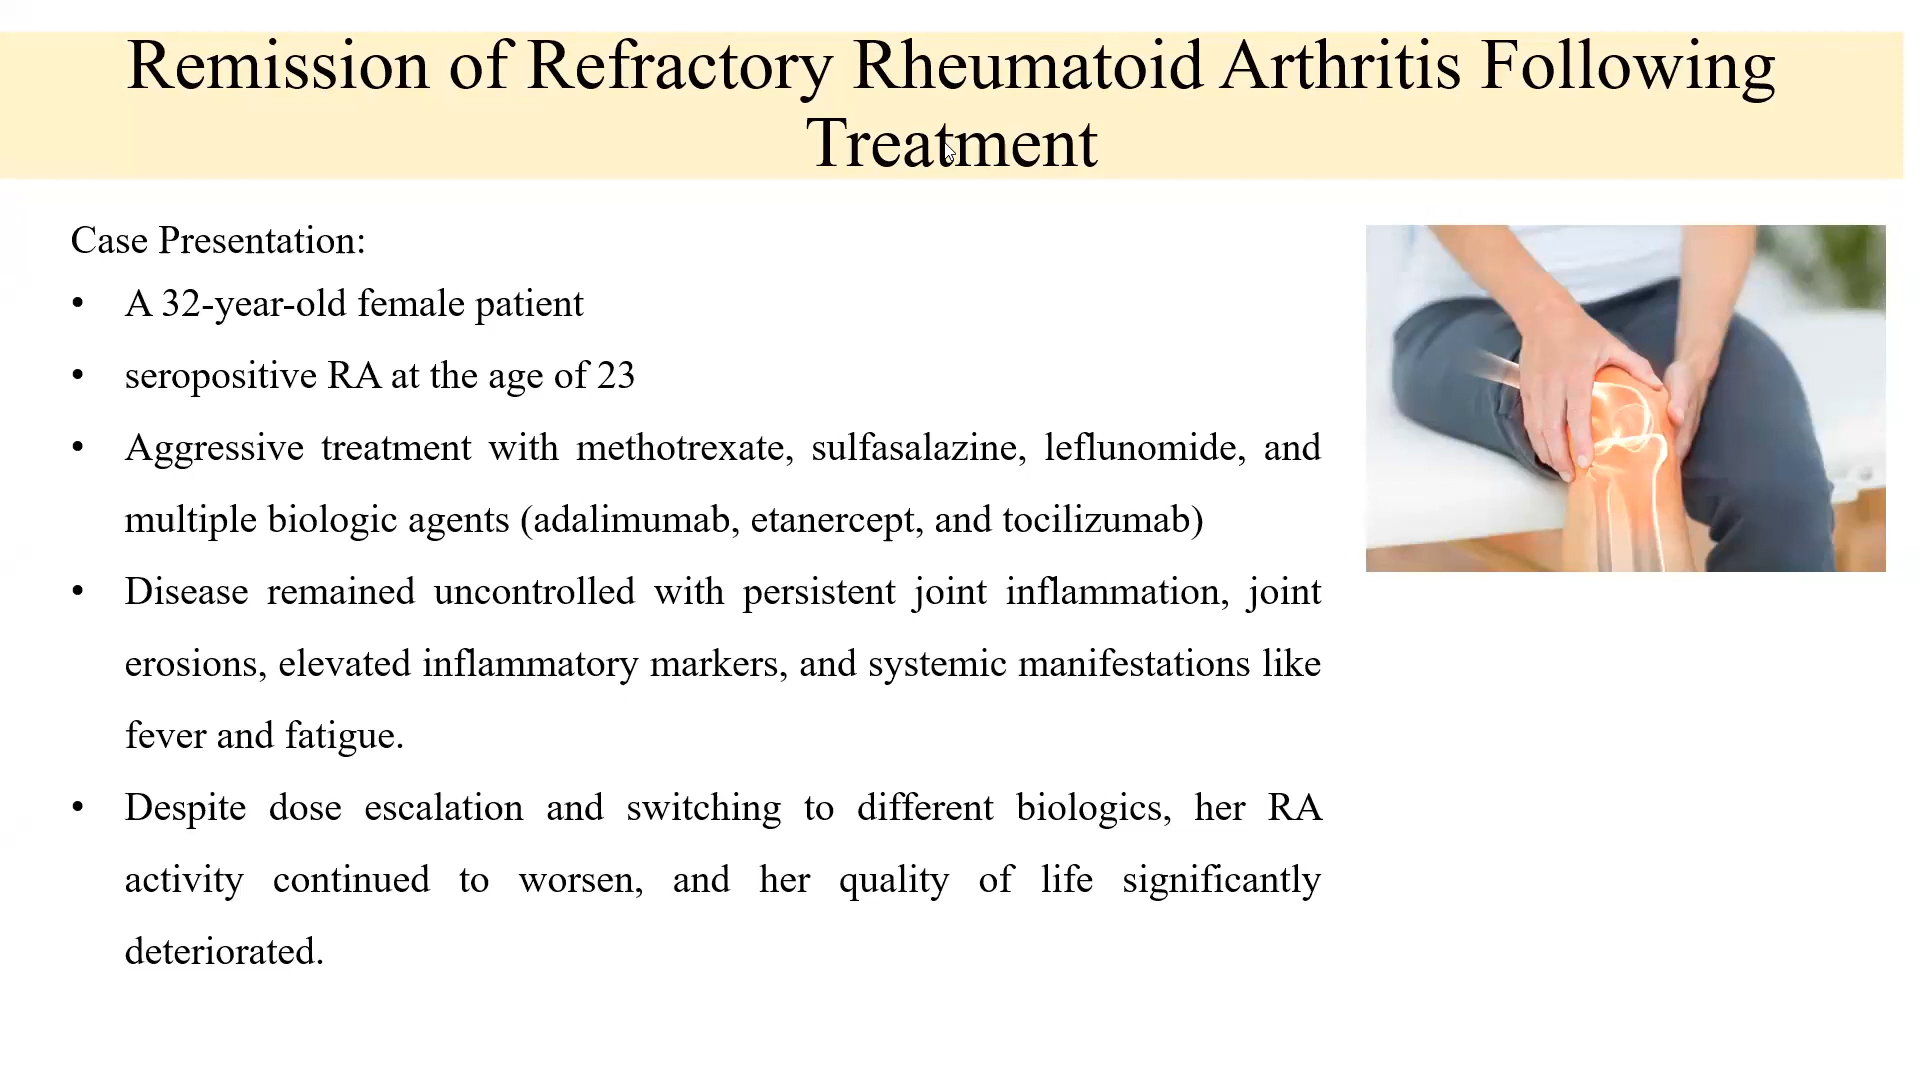 Remission of Refractory Rheumatoid Arthritis Following
Treatment
Case Presentation:
• A 32-year-old female patient
• seropositive RA at the age of 23
• Aggressive treatment with methotrexate, sulfasalazine, leflunomide, and
multiple biologic agents (adalimumab, etanercept, and tocilizumab)
• Disease remained uncontrolled with persistent joint inflammation, joint
erosions, elevated inflammatory markers, and systemic manifestations like
fever and fatigue.
• Despite dose escalation and switching to different biologics, her RA
activity continued to worsen, and her quality of life significantly
deteriorated.